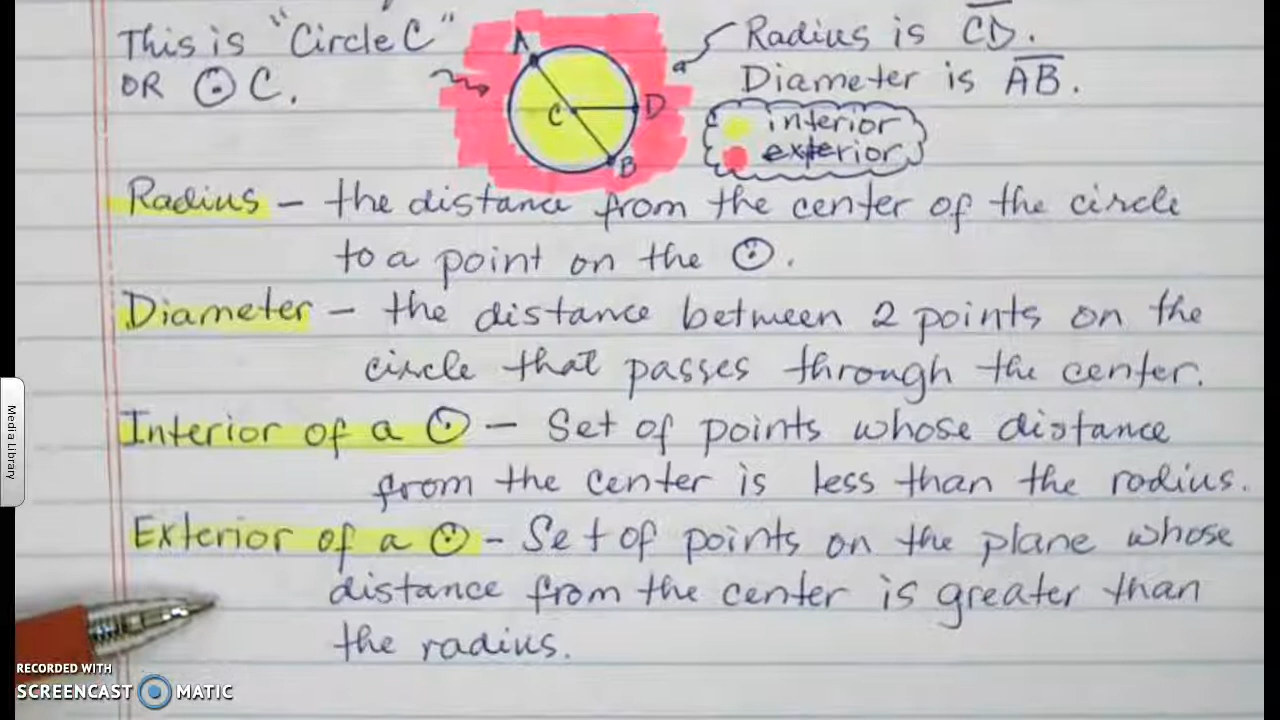 This is "Circle C"
OR ⊙ C.
A
C
D
B
Radius is C̅D̅.
Diameter is A̅B̅.
interior
exterior
Radius – the distance from the center of the circle
to a point on the ⊙.
Diameter – the distance between 2 points on the
circle that passes through the center.
Interior of a ⊙ – Set of points whose distance
from the center is less than the radius.
Exterior of a ⊙ – Set of points on the plane whose
distance from the center is greater than
the radius.
Media Library
RECORDED WITH
SCREENCAST MATIC